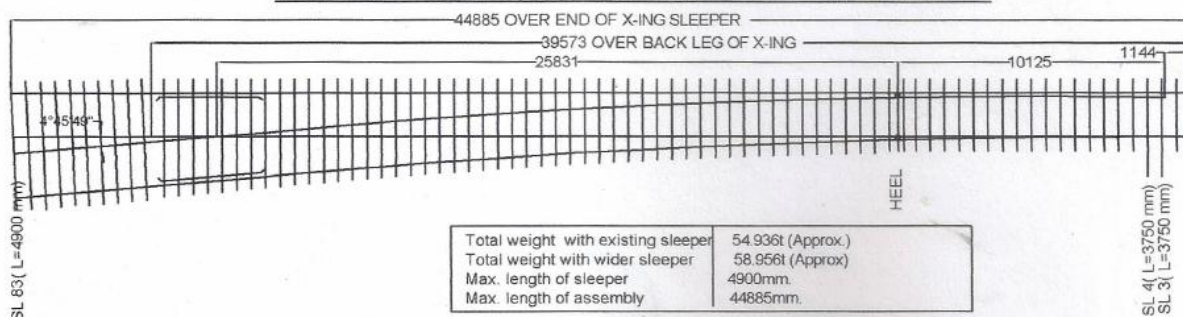 44885 OVER END OF X-ING SLEEPER
39573 OVER BACK LEG OF X-ING
25831
10125
1144
4°45'49"
HEEL
SL 83( L=4900 mm)
SL 4( L=3750 mm)
SL 3( L=3750 mm)
Total weight with existing sleeper 54.936t (Approx.)
Total weight with wider sleeper 58.956t (Approx)
Max. length of sleeper 4900mm.
Max. length of assembly 44885mm.